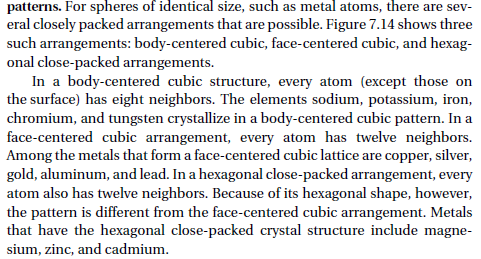 patterns. For spheres of identical size, such as metal atoms, there are sev-
eral closely packed arrangements that are possible. Figure 7.14 shows three
such arrangements: body-centered cubic, face-centered cubic, and hexag-
onal close-packed arrangements.
In a body-centered cubic structure, every atom (except those on
the surface) has eight neighbors. The elements sodium, potassium, iron,
chromium, and tungsten crystallize in a body-centered cubic pattern. In a
face-centered cubic arrangement, every atom has twelve neighbors.
Among the metals that form a face-centered cubic lattice are copper, silver,
gold, aluminum, and lead. In a hexagonal close-packed arrangement, every
atom also has twelve neighbors. Because of its hexagonal shape, however,
the pattern is different from the face-centered cubic arrangement. Metals
that have the hexagonal close-packed crystal structure include magne-
sium, zinc, and cadmium.